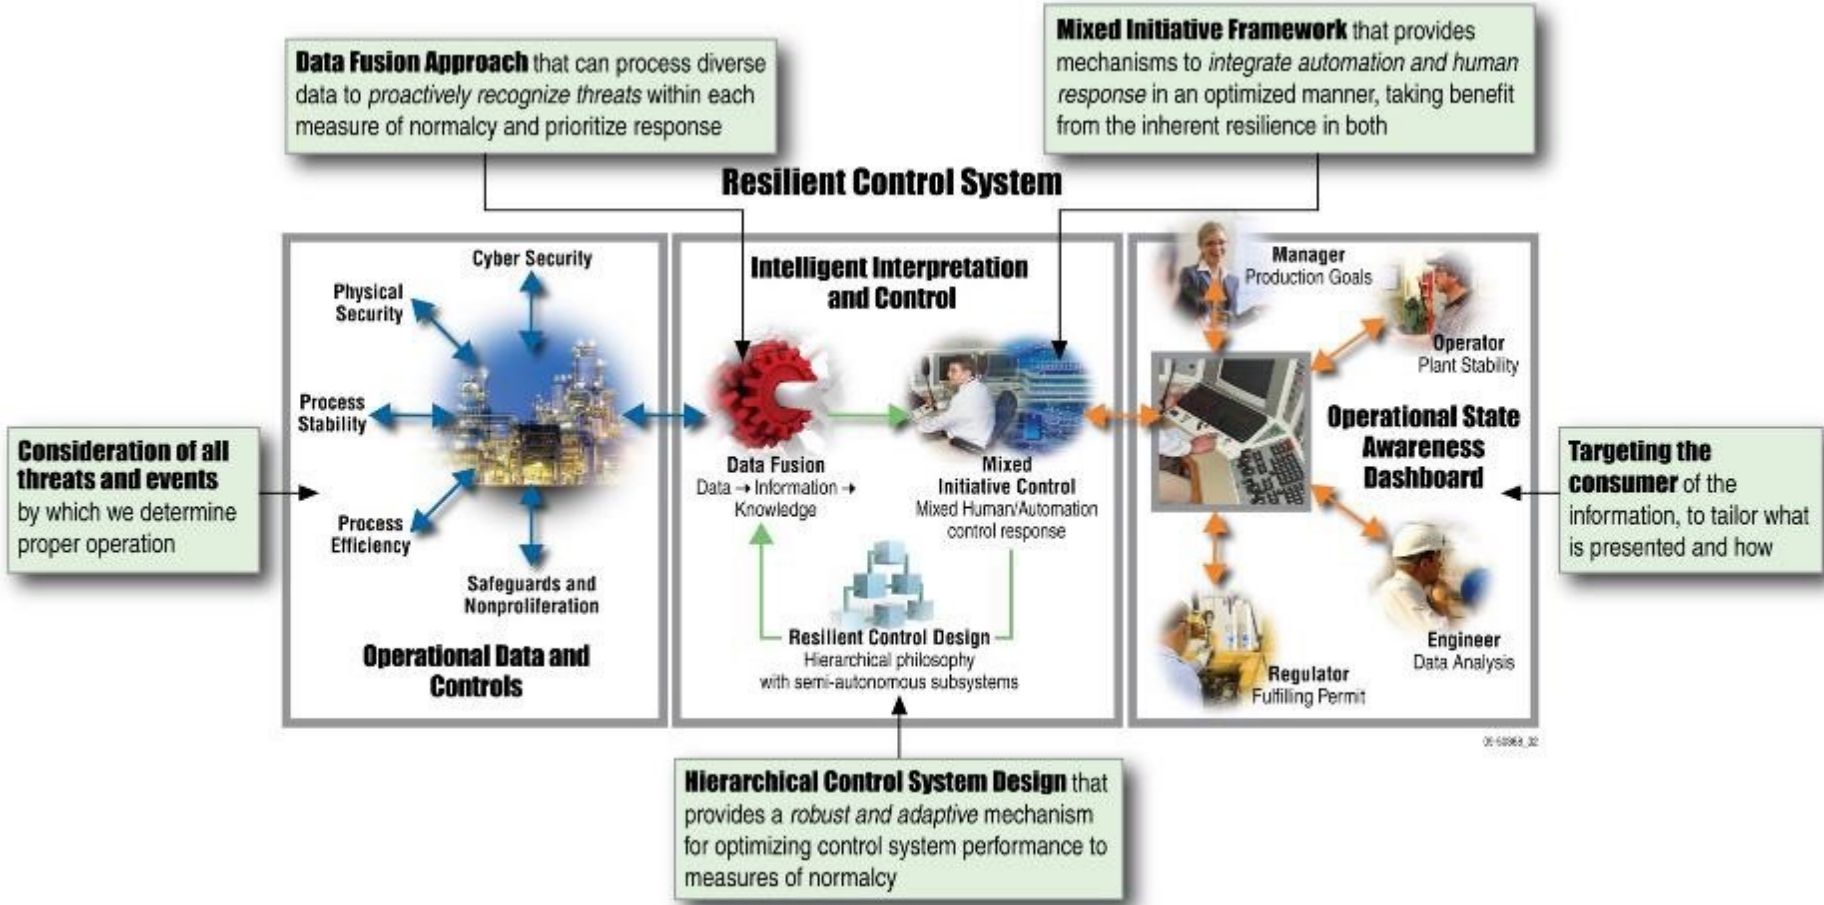 Data Fusion Approach that can process diverse
data to proactively recognize threats within each
measure of normalcy and prioritize response
Mixed Initiative Framework that provides
mechanisms to integrate automation and human
response in an optimized manner, taking benefit
from the inherent resilience in both
Resilient Control System
Consideration of all
threats and events
by which we determine
proper operation
Cyber Security
Physical
Security
Process
Stability
Process
Efficiency
Safeguards and
Nonproliferation
Operational Data and
Controls
Intelligent Interpretation
and Control
Data Fusion
Data → Information →
Knowledge
Mixed
Initiative Control
Mixed Human/Automation
control response
Resilient Control Design
Hierarchical philosophy
with semi-autonomous subsystems
Manager
Production Goals
Operator
Plant Stability
Operational State
Awareness
Dashboard
Engineer
Data Analysis
Regulator
Fulfilling Permit
Targeting the
consumer of the
information, to tailor what
is presented and how
Hierarchical Control System Design that
provides a robust and adaptive mechanism
for optimizing control system performance to
measures of normalcy